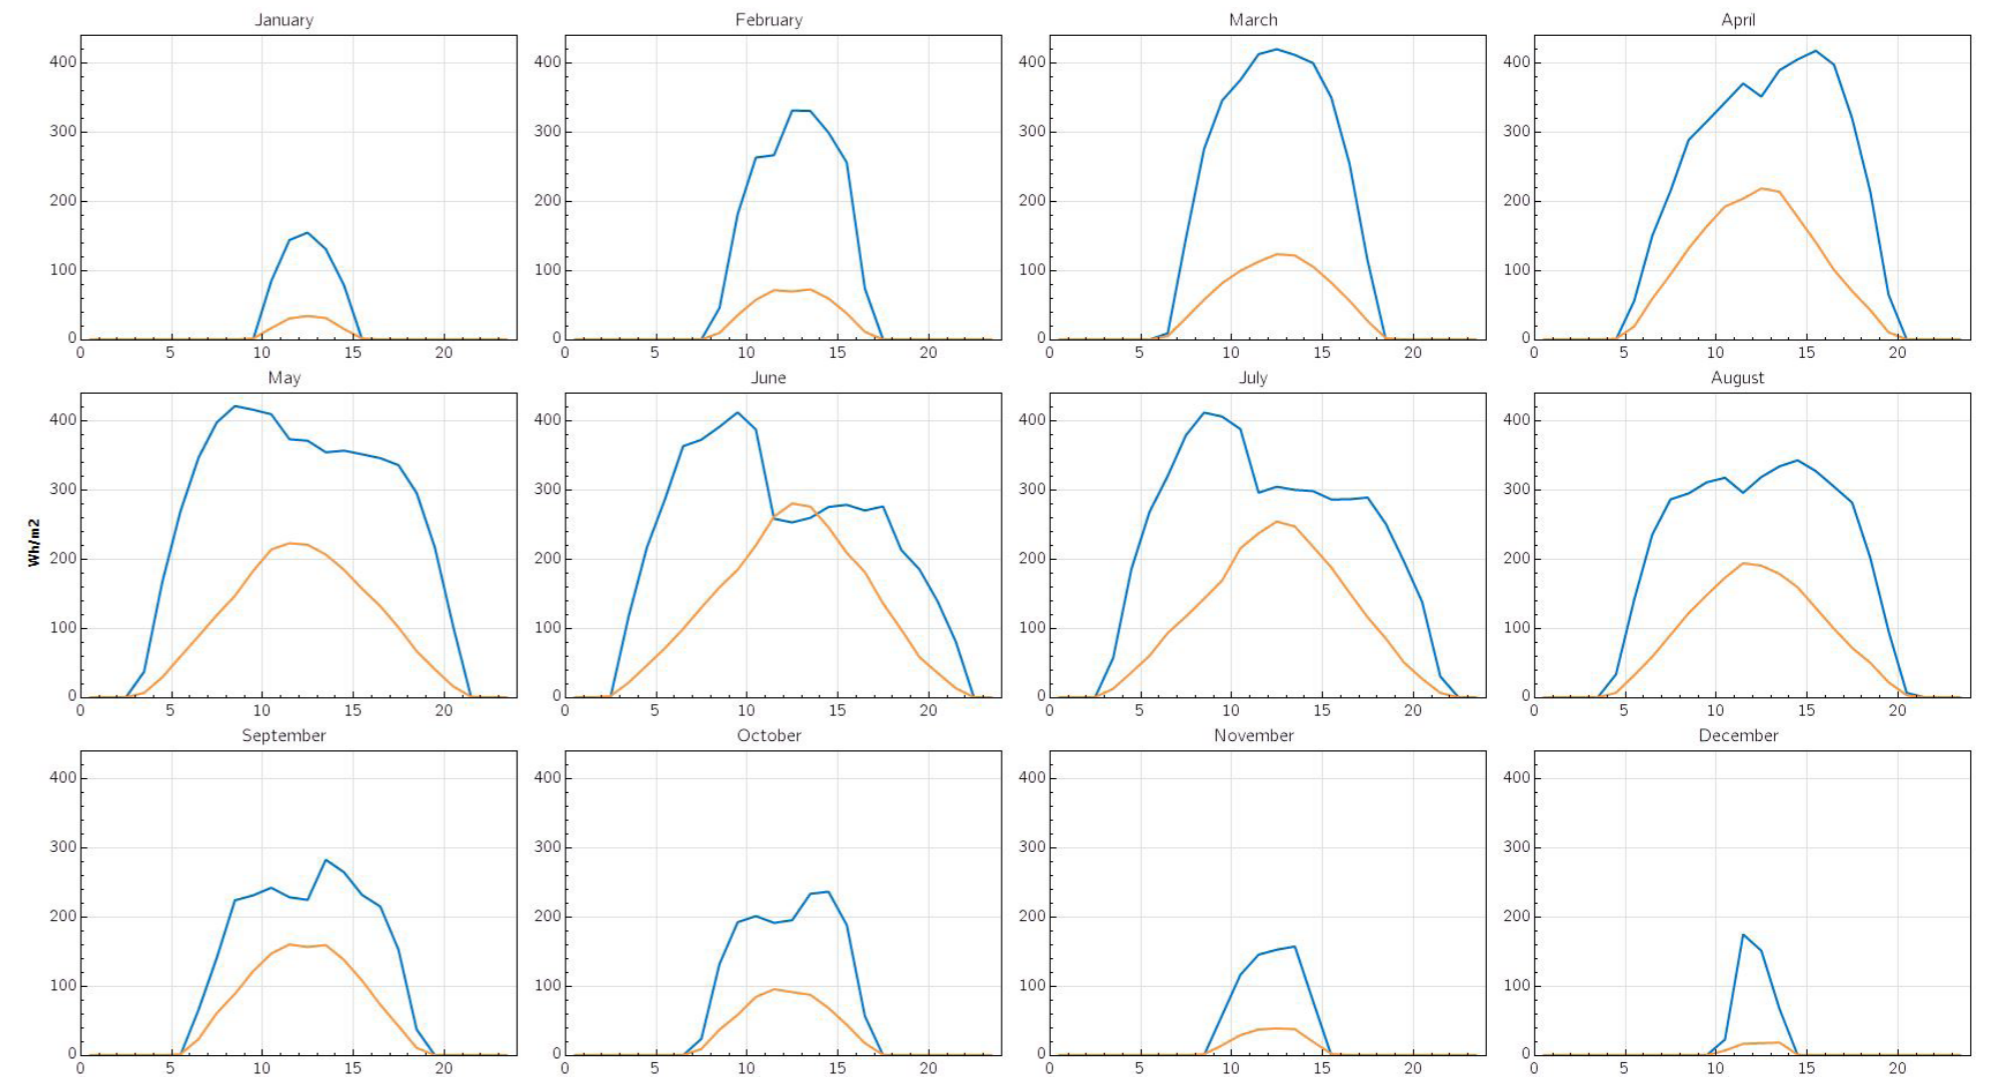 January February March April
400 400 400 400
300 300 300 300
200 200 200 200
100 100 100 100
0 0 0 0
0 5 10 15 20 0 5 10 15 20 0 5 10 15 20 0 5 10 15 20
May June July August
400 400 400 400
300 300 300 300
Wh/m2
200 200 200 200
100 100 100 100
0 0 0 0
0 5 10 15 20 0 5 10 15 20 0 5 10 15 20 0 5 10 15 20
September October November December
400 400 400 400
300 300 300 300
200 200 200 200
100 100 100 100
0 0 0 0
0 5 10 15 20 0 5 10 15 20 0 5 10 15 20 0 5 10 15 20